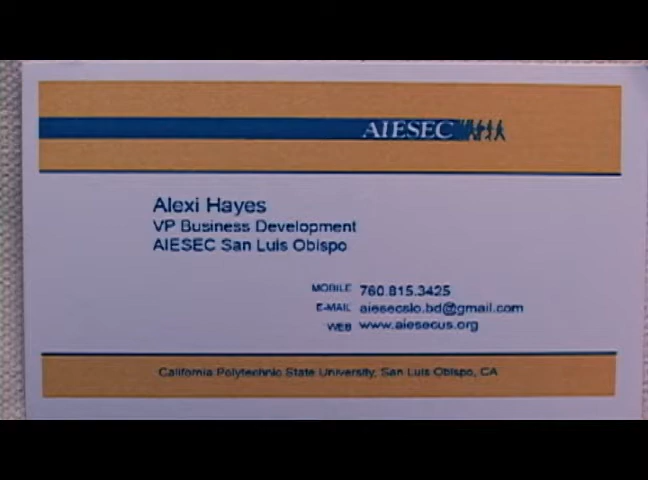 AIESEC
Alexi Hayes
VP Business Development
AIESEC San Luis Obispo
MOBILE 760.815.3425
E-MAIL aiesecslo.bd@gmail.com
WEB www.aiesecus.org
California Polytechnic State University, San Luis Obispo, CA